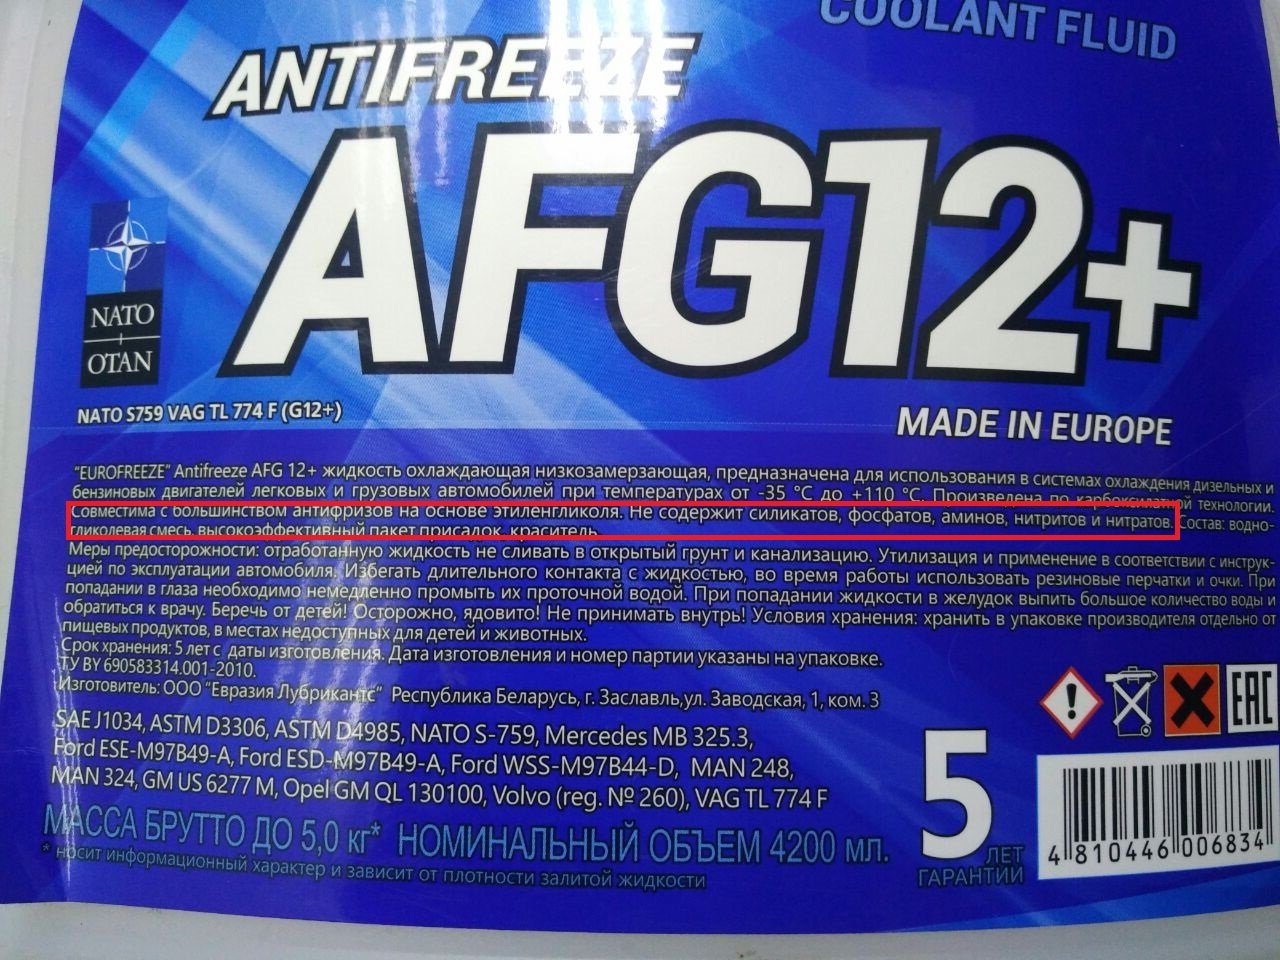 COOLANT FLUID
ANTIFREEZE
AFG12+
NATO
OTAN
NATO S759 VAG TL 774 F (G12+)
MADE IN EUROPE
"EUROFREEZE" Antifreeze AFG 12+ жидкость охлаждающая низкозамерзающая, предназначена для использования в системах охлаждения дизельных и
бензиновых двигателей легковых и грузовых автомобилей при температурах от -35 °C до +110 °C. Произведена по карбоксилатной технологии.
Совместима с большинством антифризов на основе этиленгликоля. Не содержит силикатов, фосфатов, аминов, нитритов и нитратов. Состав: водно-
гликолевая смесь, высокоэффективный пакет присадок, краситель.
Меры предосторожности: отработанную жидкость не сливать в открытый грунт и канализацию. Утилизация и применение в соответствии с инструк-
цией по эксплуатации автомобиля. Избегать длительного контакта с жидкостью, во время работы использовать резиновые перчатки и очки. При
попадании в глаза необходимо немедленно промыть их проточной водой. При попадании жидкости в желудок выпить большое количество воды и
обратиться к врачу. Беречь от детей! Осторожно, ядовито! Не принимать внутрь! Условия хранения: хранить в упаковке производителя отдельно от
пищевых продуктов, в местах недоступных для детей и животных.
Срок хранения: 5 лет с даты изготовления. Дата изготовления и номер партии указаны на упаковке.
ТУ BY 690583314.001-2010.
Изготовитель: ООО "Евразия Лубрикантс" Республика Беларусь, г. Заславль,ул. Заводская, 1, ком. 3
SAE J1034, ASTM D3306, ASTM D4985, NATO S-759, Mercedes MB 325.3,
Ford ESE-M97B49-A, Ford ESD-M97B49-A, Ford WSS-M97B44-D, MAN 248,
MAN 324, GM US 6277 M, Opel GM QL 130100, Volvo (reg. № 260), VAG TL 774 F
МАССА БРУТТО ДО 5,0 кг* НОМИНАЛЬНЫЙ ОБЪЕМ 4200 мл.
* носит информационный характер и зависит от плотности залитой жидкости
5
ЛЕТ
ГАРАНТИИ
EAC
4 810446 006834